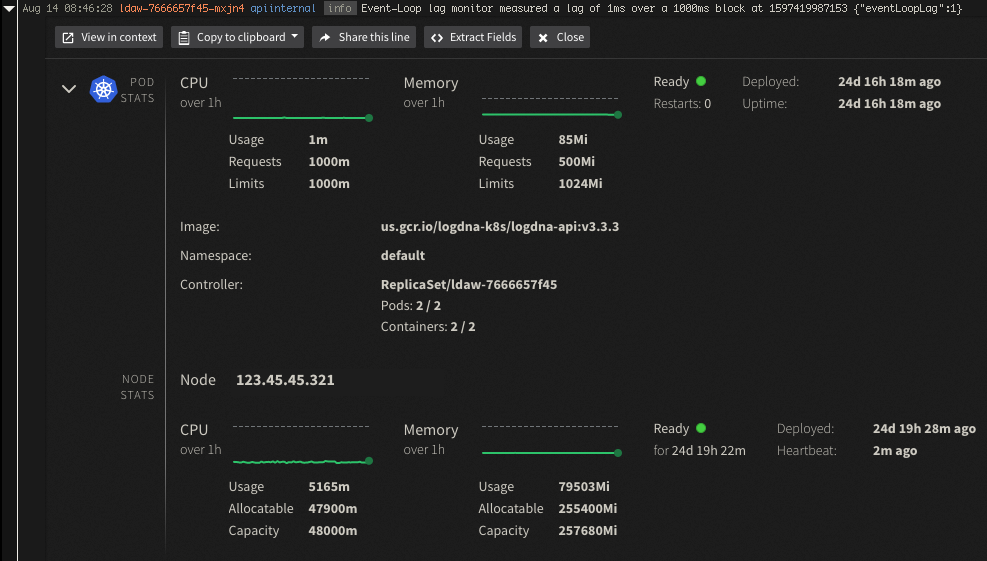 Aug 14 08:46:28 ldaw-7666657f45-mxjn4 apiinternal info Event-Loop lag monitor measured a lag of 1ms over a 1000ms block at 1597419987153 {"eventLoopLag":1}
View in context Copy to clipboard Share this line Extract Fields Close
POD STATS
CPU over 1h
Usage 1m
Requests 1000m
Limits 1000m
Memory over 1h
Usage 85Mi
Requests 500Mi
Limits 1024Mi
Ready
Restarts: 0
Deployed: 24d 16h 18m ago
Uptime: 24d 16h 18m ago
Image: us.gcr.io/logdna-k8s/logdna-api:v3.3.3
Namespace: default
Controller: ReplicaSet/ldaw-7666657f45
Pods: 2 / 2
Containers: 2 / 2
NODE STATS
Node 123.45.45.321
CPU over 1h
Usage 5165m
Allocatable 47900m
Capacity 48000m
Memory over 1h
Usage 79503Mi
Allocatable 255400Mi
Capacity 257680Mi
Ready
for 24d 19h 22m
Deployed: 24d 19h 28m ago
Heartbeat: 2m ago